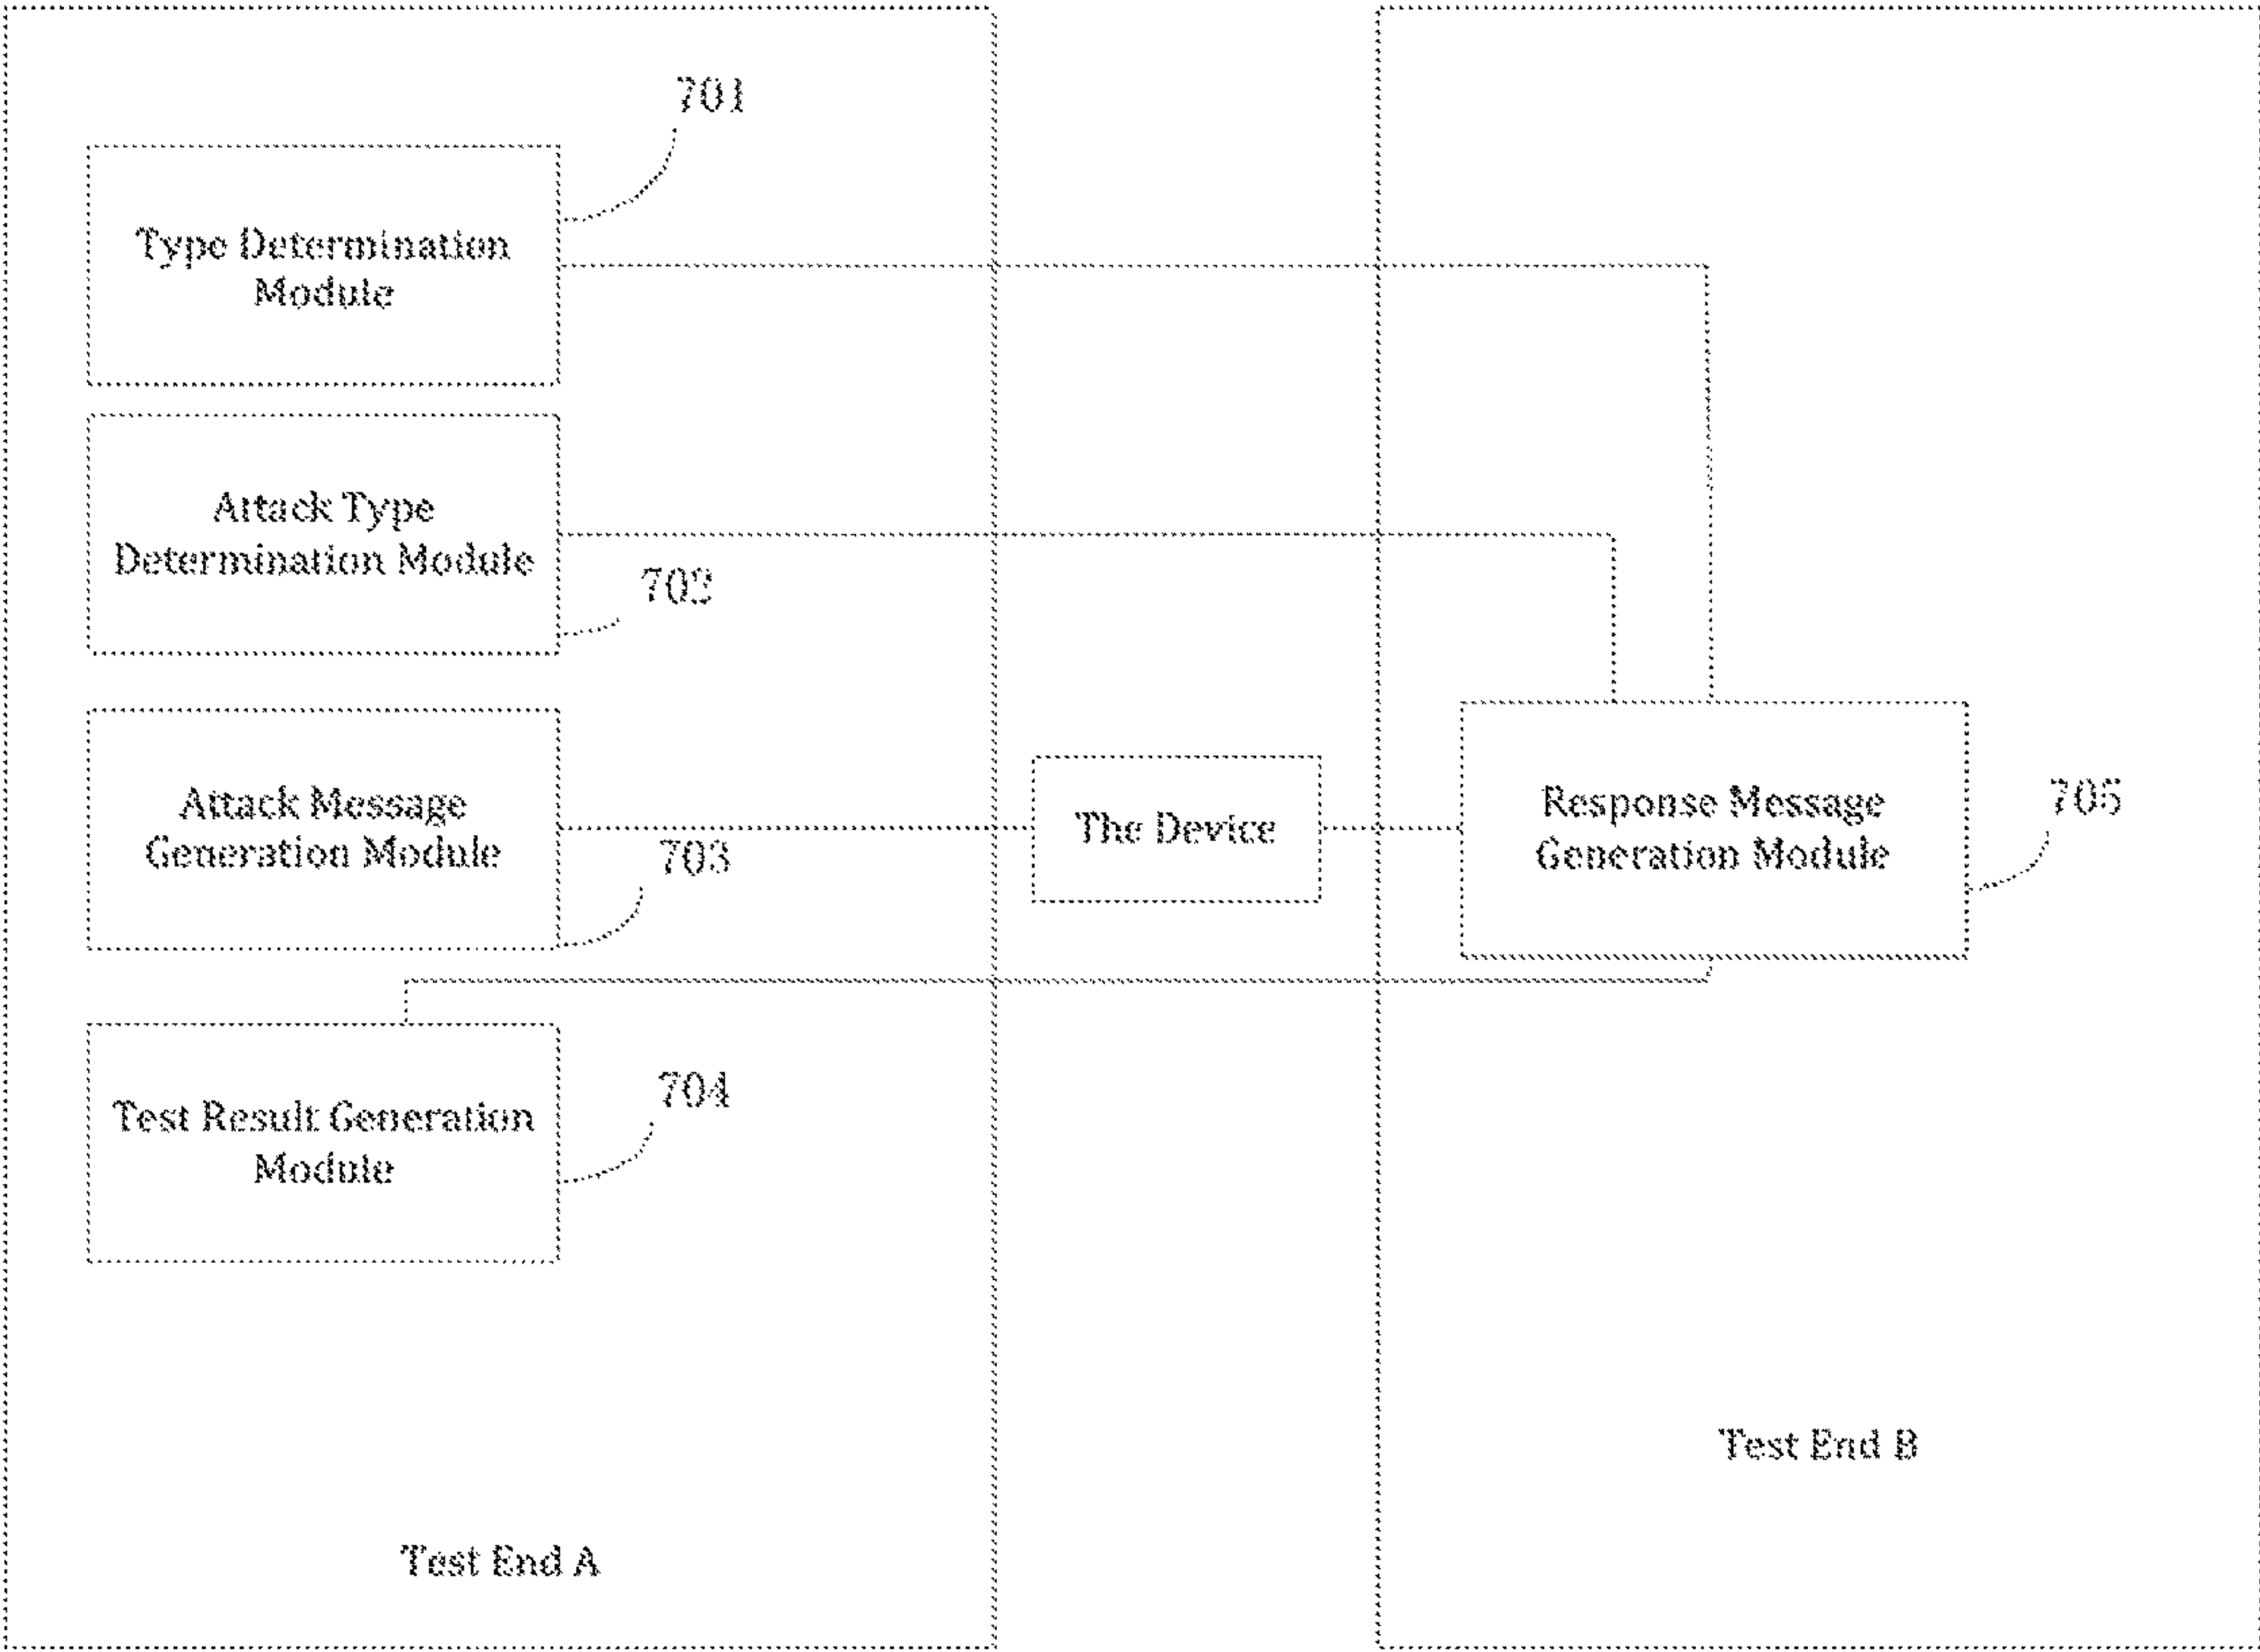 701
Type Determination
Module
Attack Type
Determination Module
702
Attack Message
Generation Module
703
The Device
Response Message
Generation Module
705
Test Result Generation
Module
704
Test End B
Test End A